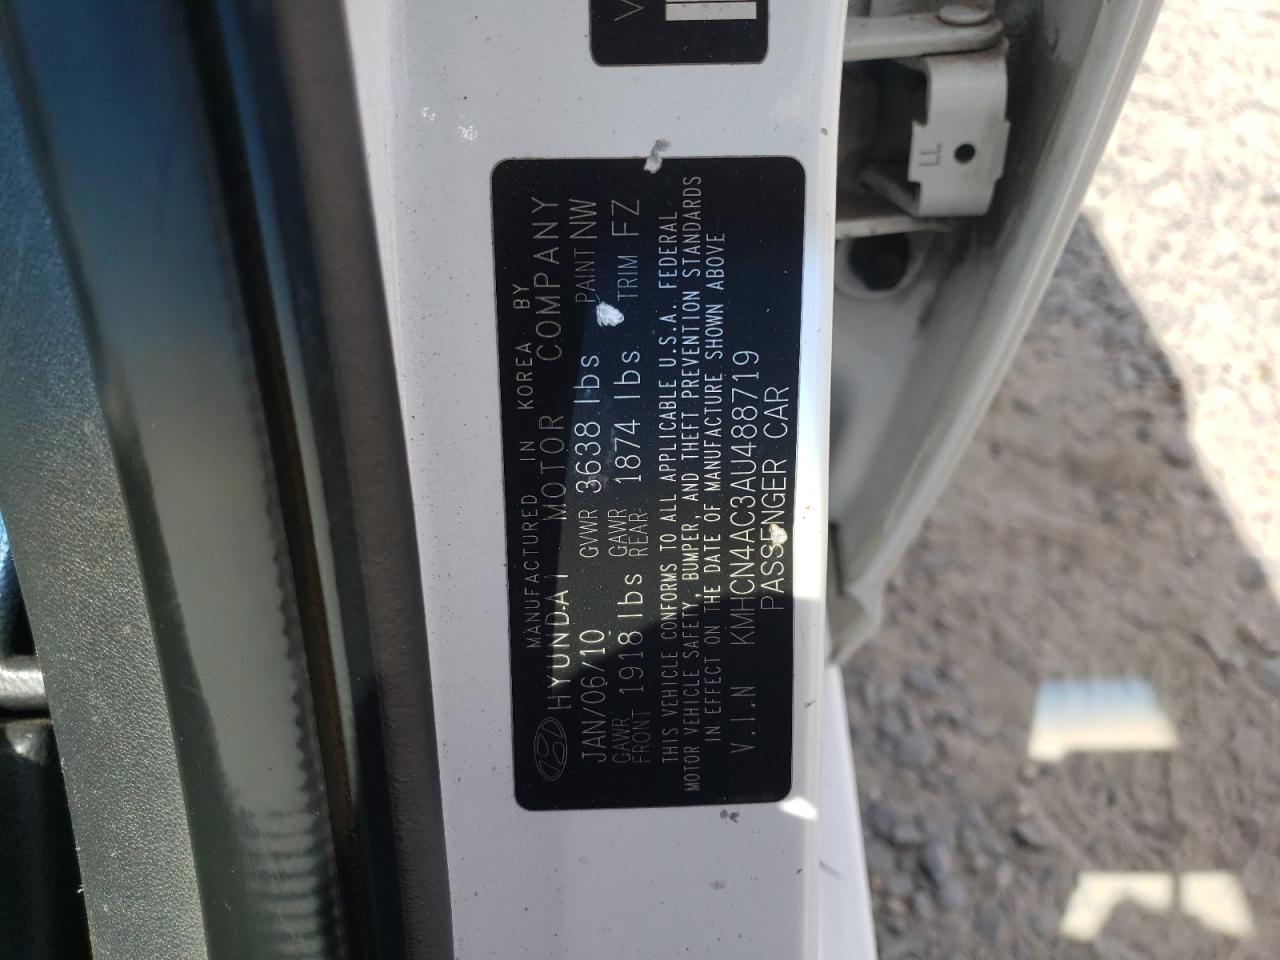 MANUFACTURED IN KOREA BY
HYUNDAI MOTOR COMPANY
JAN/06/10 GVWR 3638 lbs PAINT NW
GAWR FRONT 1918 lbs GAWR REAR 1874 lbs TRIM FZ
THIS VEHICLE CONFORMS TO ALL APPLICABLE U.S.A. FEDERAL
MOTOR VEHICLE SAFETY, BUMPER, AND THEFT PREVENTION STANDARDS
IN EFFECT ON THE DATE OF MANUFACTURE SHOWN ABOVE
V.I.N KMHCN4AC3AU488719
PASSENGER CAR
LL
V